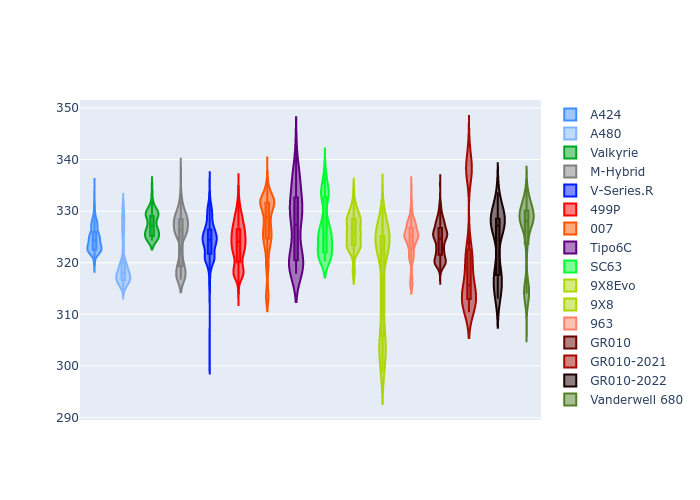 350
340
330
320
310
300
290
A424
A480
Valkyrie
M-Hybrid
V-Series.R
499P
007
Tipo6C
SC63
9X8Evo
9X8
963
GR010
GR010-2021
GR010-2022
Vanderwell 680